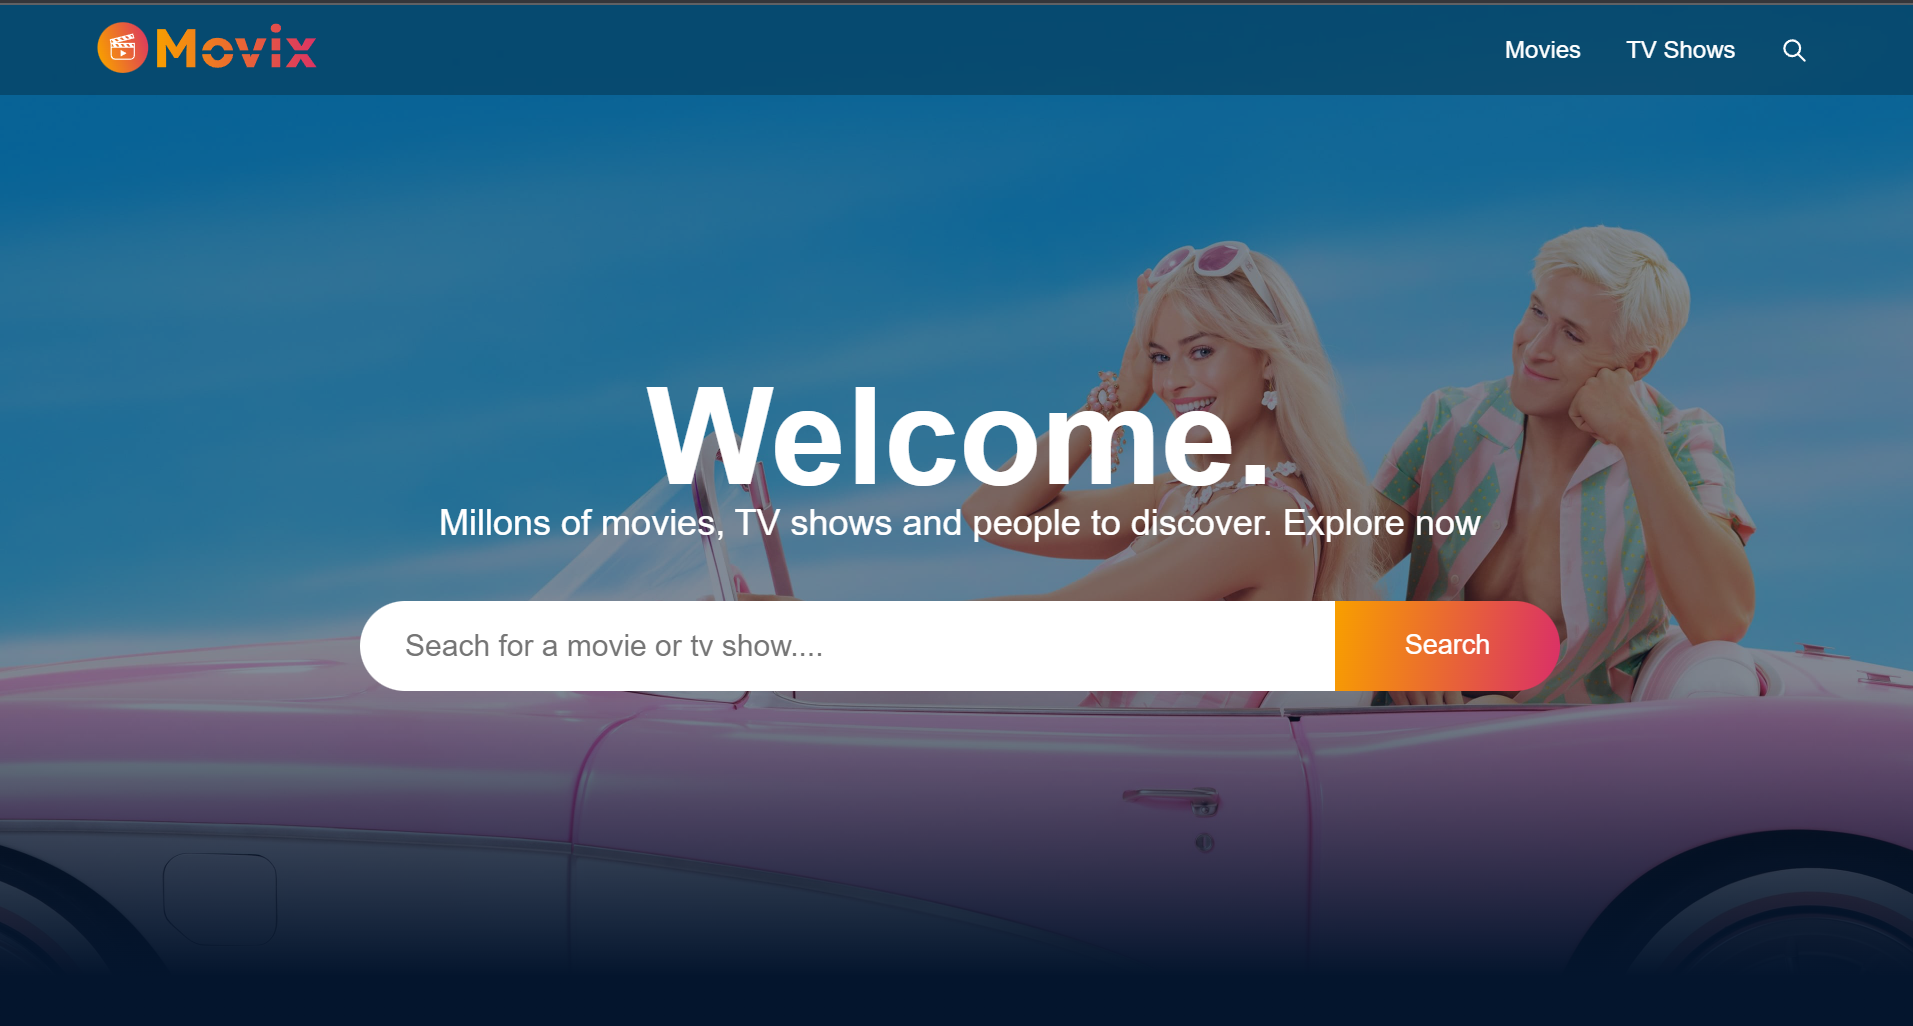 Movix
Movies
TV Shows
Welcome.
Millons of movies, TV shows and people to discover. Explore now
Seach for a movie or tv show....
Search